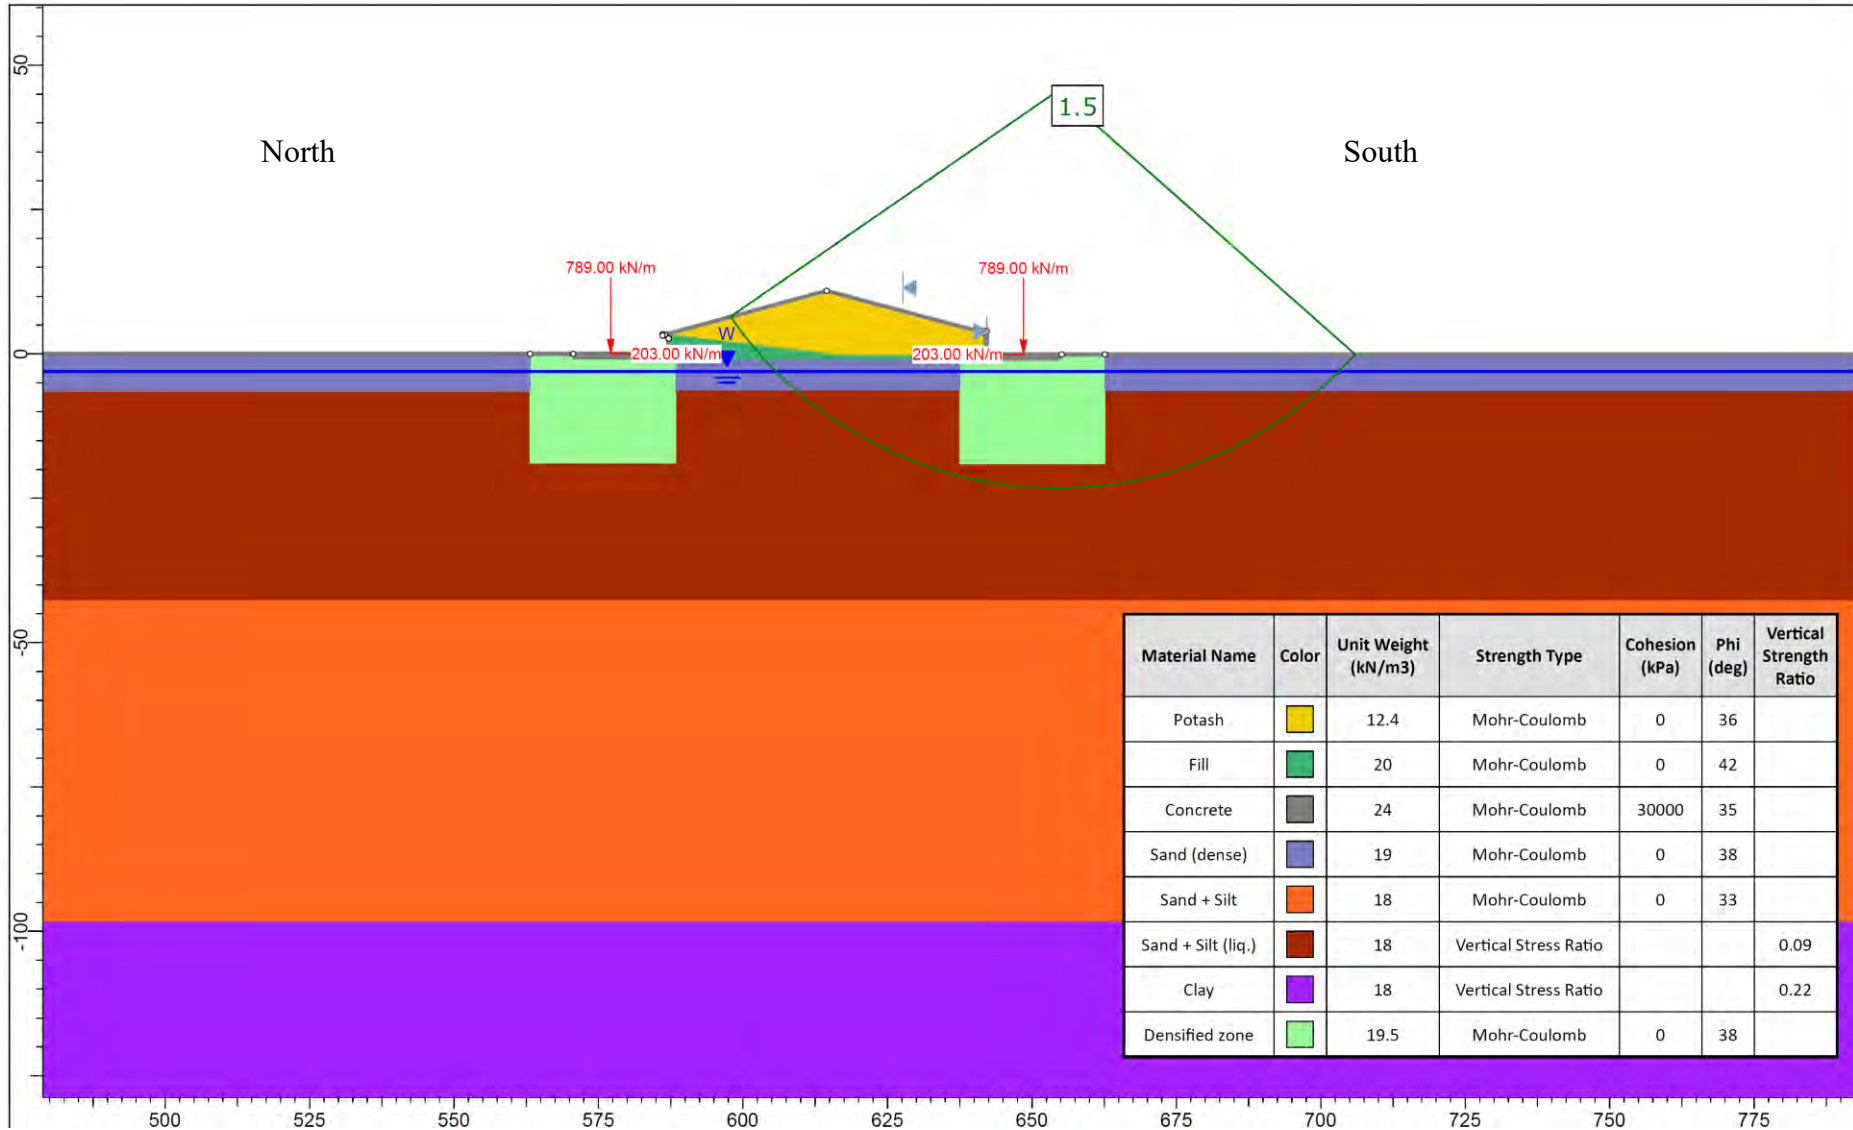 50
1.5
North
South
789.00 kN/m
789.00 kN/m
W
0
203.00 kN/m
203.00 kN/m
-50
-100
Material Name Color Unit Weight (kN/m3) Strength Type Cohesion (kPa) Phi (deg) Vertical Strength Ratio
Potash 12.4 Mohr-Coulomb 0 36
Fill 20 Mohr-Coulomb 0 42
Concrete 24 Mohr-Coulomb 30000 35
Sand (dense) 19 Mohr-Coulomb 0 38
Sand + Silt 18 Mohr-Coulomb 0 33
Sand + Silt (liq.) 18 Vertical Stress Ratio 0.09
Clay 18 Vertical Stress Ratio 0.22
Densified zone 19.5 Mohr-Coulomb 0 38
500 525 550 575 600 625 650 675 700 725 750 775